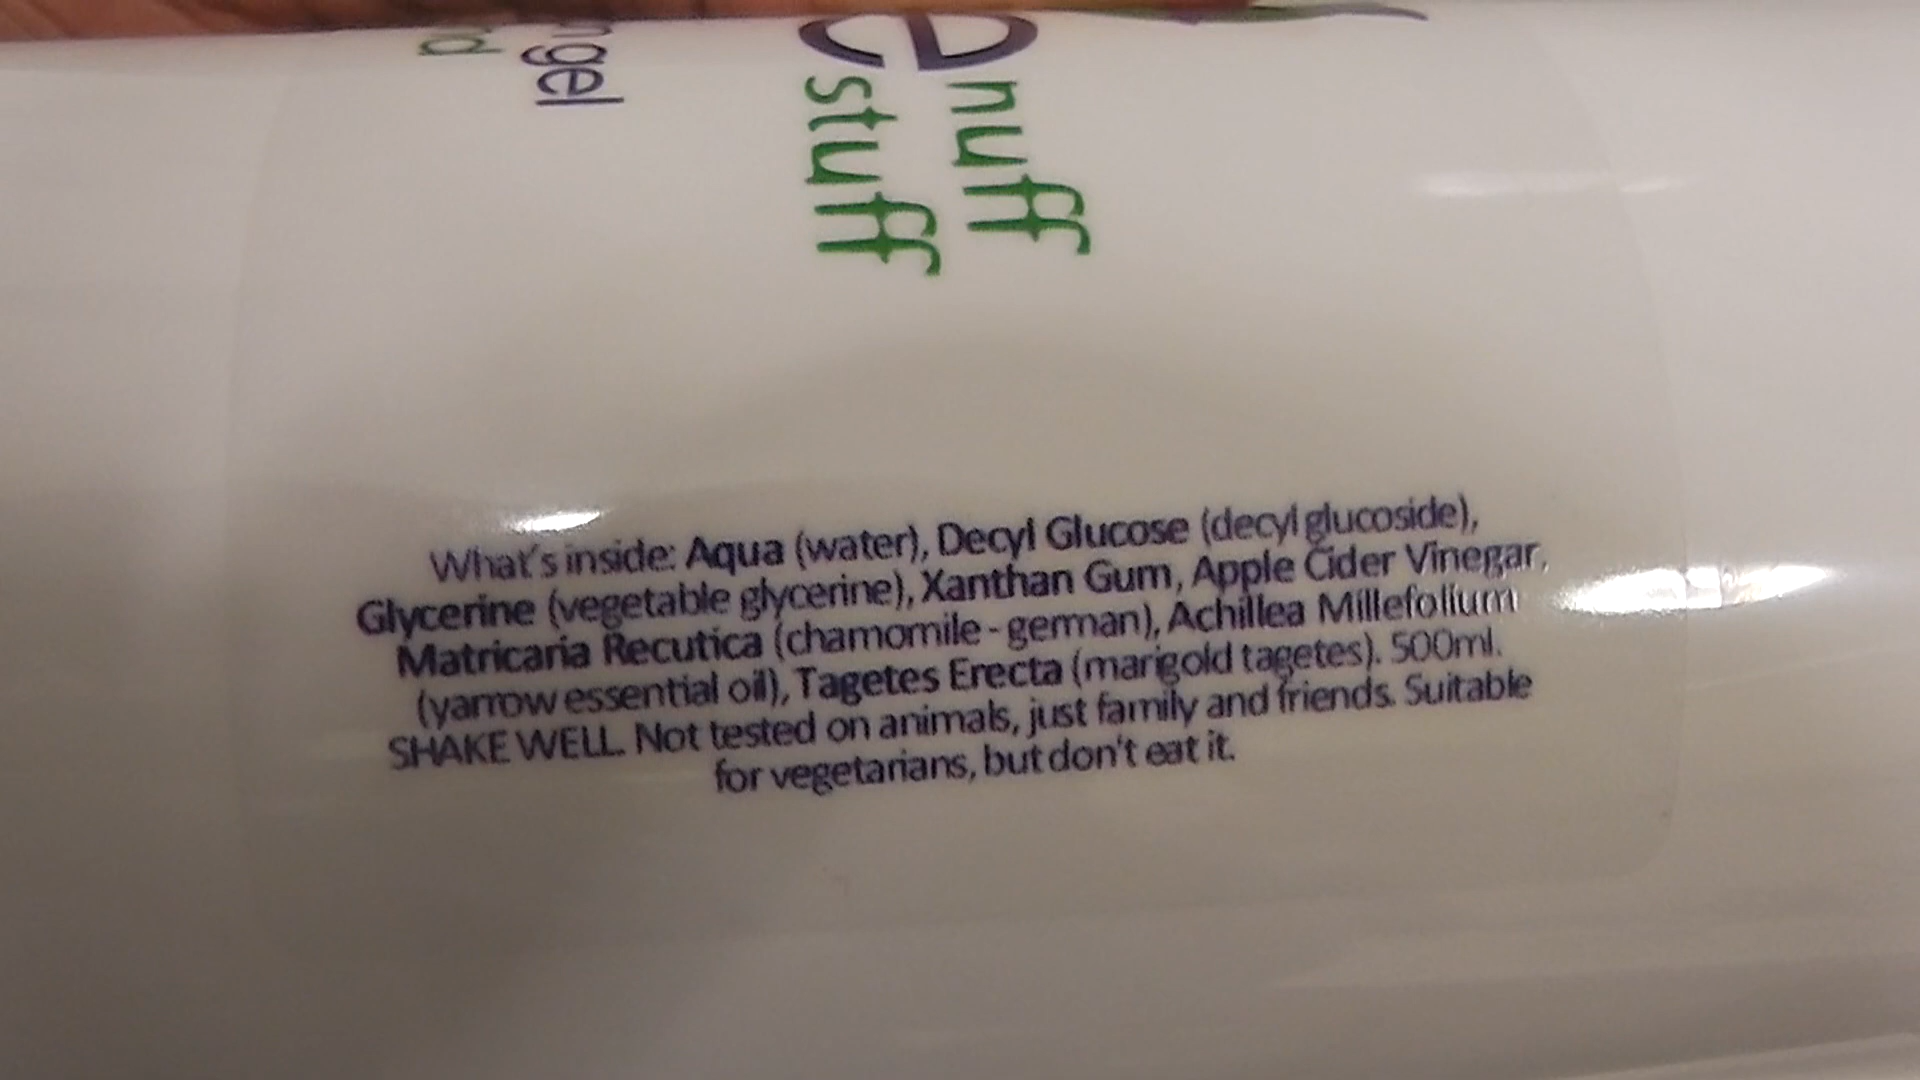 nuff
stuff
ngel
What's inside: Aqua (water), Decyl Glucose (decyl glucoside),
Glycerine (vegetable glycerine), Xanthan Gum, Apple Cider Vinegar,
Matricaria Recutica (chamomile - german), Achillea Millefolium
(yarrow essential oil), Tagetes Erecta (marigold tagetes). 500ml.
SHAKE WELL. Not tested on animals, just family and friends. Suitable
for vegetarians, but don't eat it.